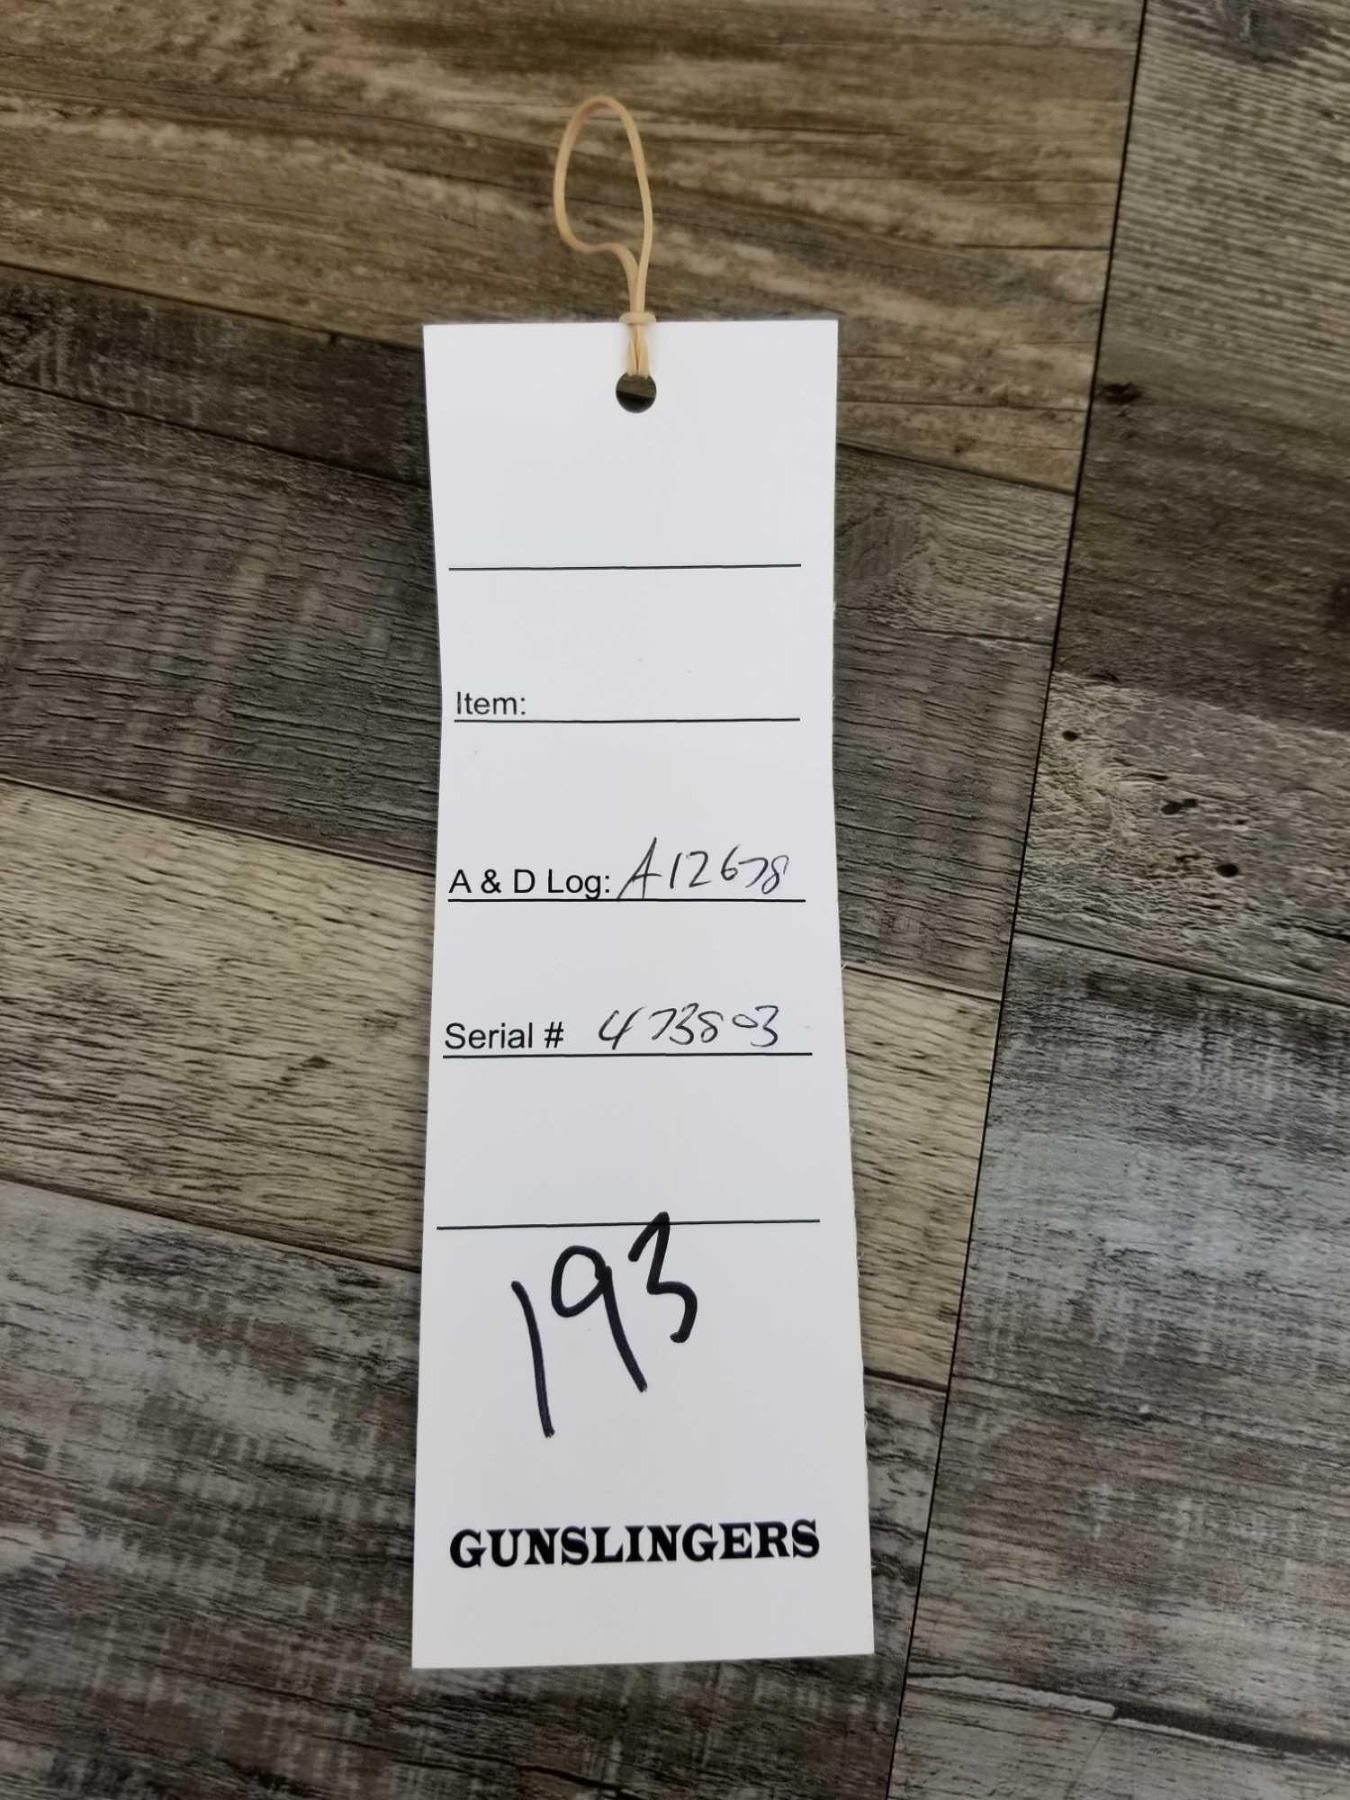 Item:
A & D Log: A12678
Serial # 473803
193
GUNSLINGERS